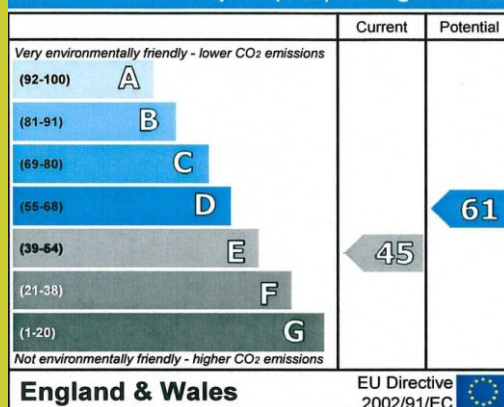 Current Potential
Very environmentally friendly - lower CO2 emissions
(92-100) A
(81-91) B
(69-80) C
(55-68) D 61
(39-54) E 45
(21-38) F
(1-20) G
Not environmentally friendly - higher CO2 emissions
England & Wales EU Directive
2002/91/EC